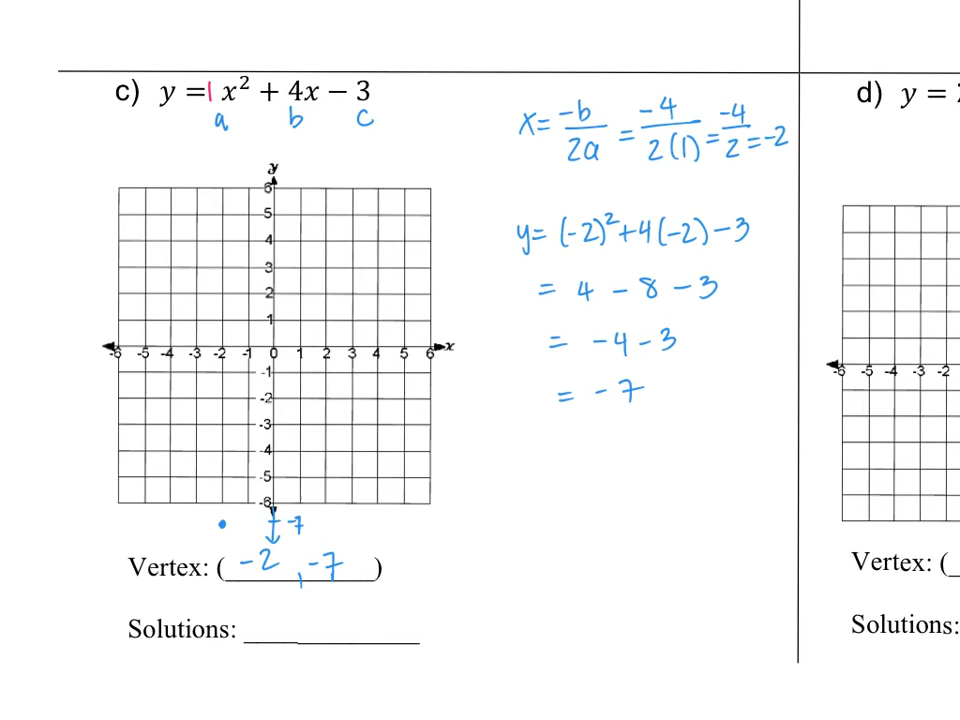 c) y = 1 x² + 4x − 3
a b c
x = -b/2a = -4/2(1) = -4/2 = -2
d) y = 2
y
6
5
4
3
2
1
-6 -5 -4 -3 -2 -1 0 1 2 3 4 5 6 x
-1
-2
-3
-4
-5
-6
-7
y = (-2)² + 4(-2) - 3
= 4 - 8 - 3
= -4 - 3
= -7
-6 -5 -4 -3 -2
Vertex: ( -2 , -7 )
Vertex: (
Solutions:
Solutions: